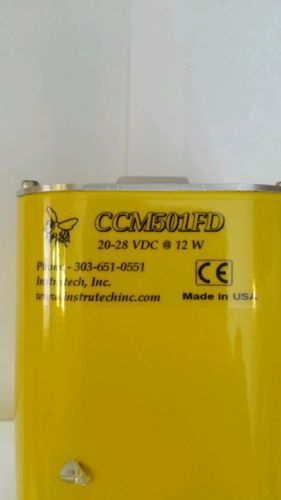 CCM501FD
20-28 VDC @ 12 W
Phone - 303-651-0551
Instrutech, Inc.
www.instrutechinc.com
CE
Made in USA